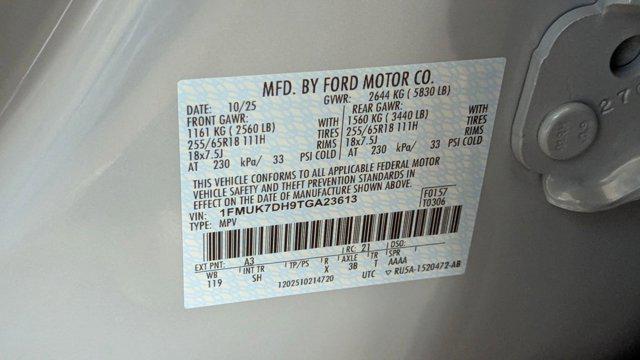 MFD. BY FORD MOTOR CO.
DATE: 10/25 GVWR: 2644 KG ( 5830 LB)
FRONT GAWR: REAR GAWR:
1161 KG ( 2560 LB) WITH 1560 KG ( 3440 LB) WITH
255/65R18 111H TIRES 255/65R18 111H TIRES
18x7.5J RIMS 18x7.5J RIMS
AT 230 kPa/ 33 PSI COLD AT 230 kPa/ 33 PSI COLD
THIS VEHICLE CONFORMS TO ALL APPLICABLE FEDERAL MOTOR
VEHICLE SAFETY AND THEFT PREVENTION STANDARDS IN
EFFECT ON THE DATE OF MANUFACTURE SHOWN ABOVE.
VIN: 1FMUK7DH9TGA23613 F0157
TYPE: MPV T0306
EXT PNT: A3 RC: 21 DSO:
WB INT TR TP/PS R AXLE TR SPR
119 SH X 3B T AAAA
1202510214720 UTC RU5A-1520472-AB
270